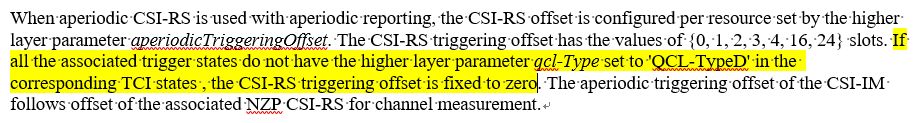 When aperiodic CSI-RS is used with aperiodic reporting, the CSI-RS offset is configured per resource set by the higher
layer parameter aperiodicTriggeringOffset. The CSI-RS triggering offset has the values of {0, 1, 2, 3, 4, 16, 24} slots. If
all the associated trigger states do not have the higher layer parameter qcl-Type set to 'QCL-TypeD' in the
corresponding TCI states , the CSI-RS triggering offset is fixed to zero. The aperiodic triggering offset of the CSI-IM
follows offset of the associated NZP CSI-RS for channel measurement.